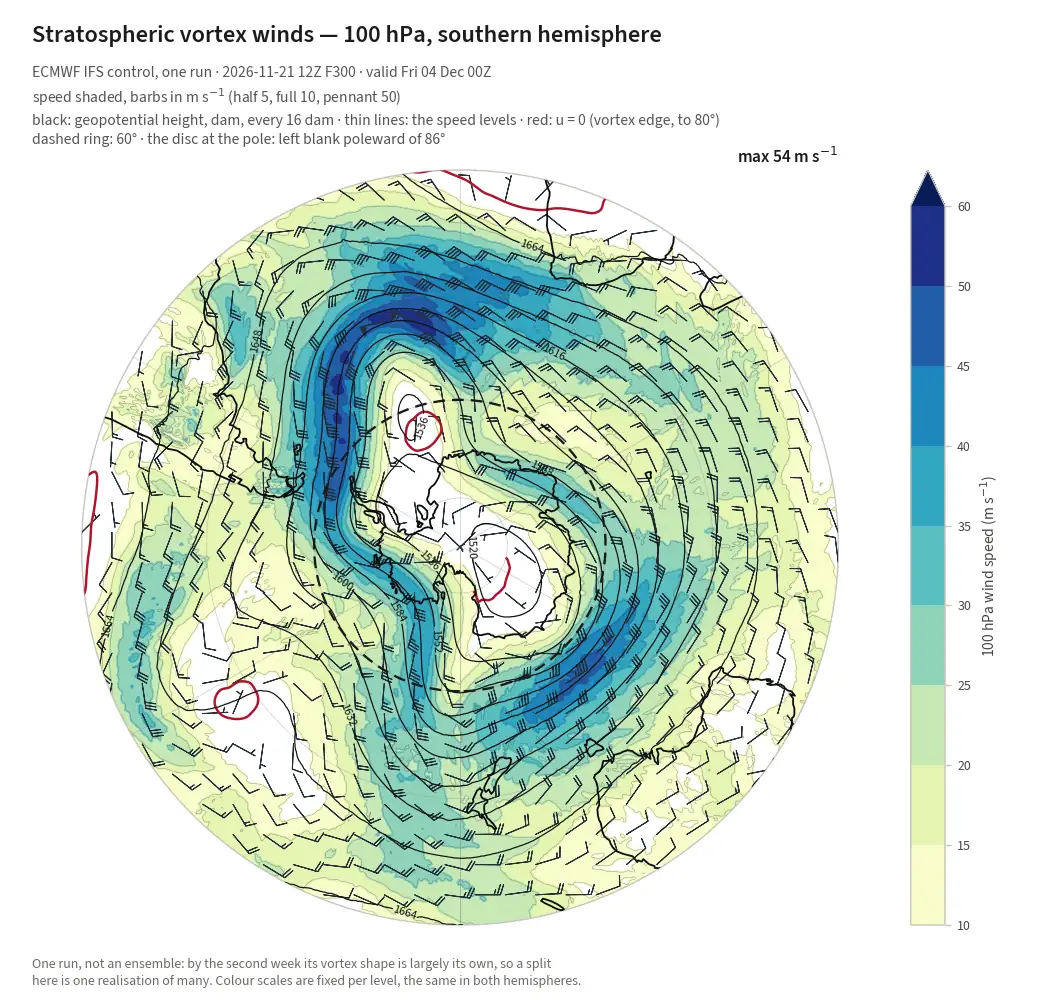 Stratospheric vortex winds — 100 hPa, southern hemisphere
ECMWF IFS control, one run · 2026-11-21 12Z F300 · valid Fri 04 Dec 00Z
speed shaded, barbs in m s⁻¹ (half 5, full 10, pennant 50)
black: geopotential height, dam, every 16 dam · thin lines: the speed levels · red: u = 0 (vortex edge, to 80°)
dashed ring: 60° · the disc at the pole: left blank poleward of 86°
max 54 m s⁻¹
60
50
45
40
35
30
25
20
15
10
100 hPa wind speed (m s⁻¹)
1664
1648
1616
1536
1520
1536
1600
1584
1632
1664
1664
One run, not an ensemble: by the second week its vortex shape is largely its own, so a split
here is one realisation of many. Colour scales are fixed per level, the same in both hemispheres.